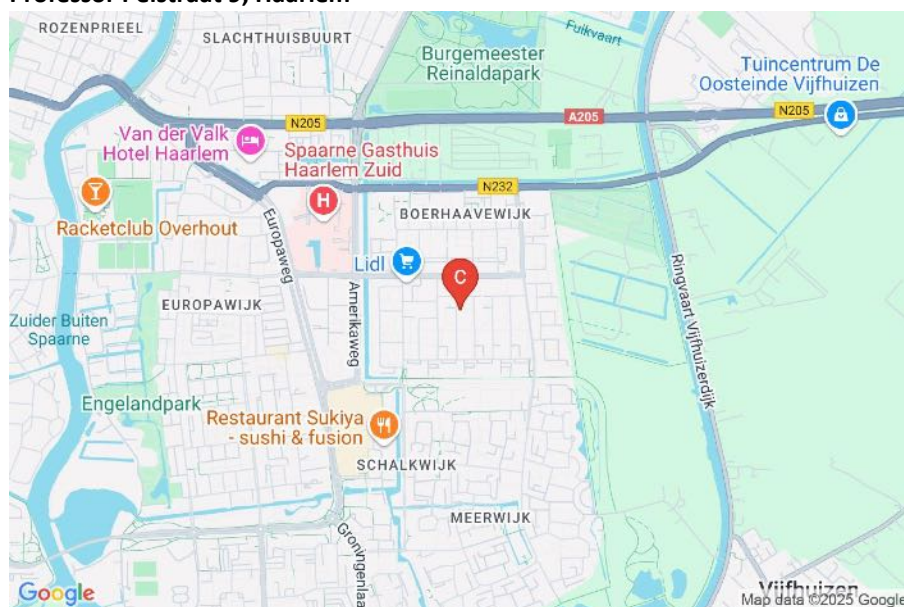 ROZENPRIEEL
SLACHTHUISBUURT
Burgemeester
Reinaldapark
Fuikvaart
Tuincentrum De
Oosteinde Vijfhuizen
N205
A205
N205
Van der Valk
Hotel Haarlem
Spaarne Gasthuis
Haarlem Zuid
H
N232
Racketclub Overhout
BOERHAAVEWIJK
Europaweg
Lidl
C
Ringvaart Vijfhuizerdijk
EUROPAWIJK
Amerikaweg
Zuider Buiten
Spaarne
Engelandpark
Restaurant Sukiya
- sushi & fusion
SCHALKWIJK
MEERWIJK
Groningenlaa
Vijfhuizen
Google
Map data ©2025 Google